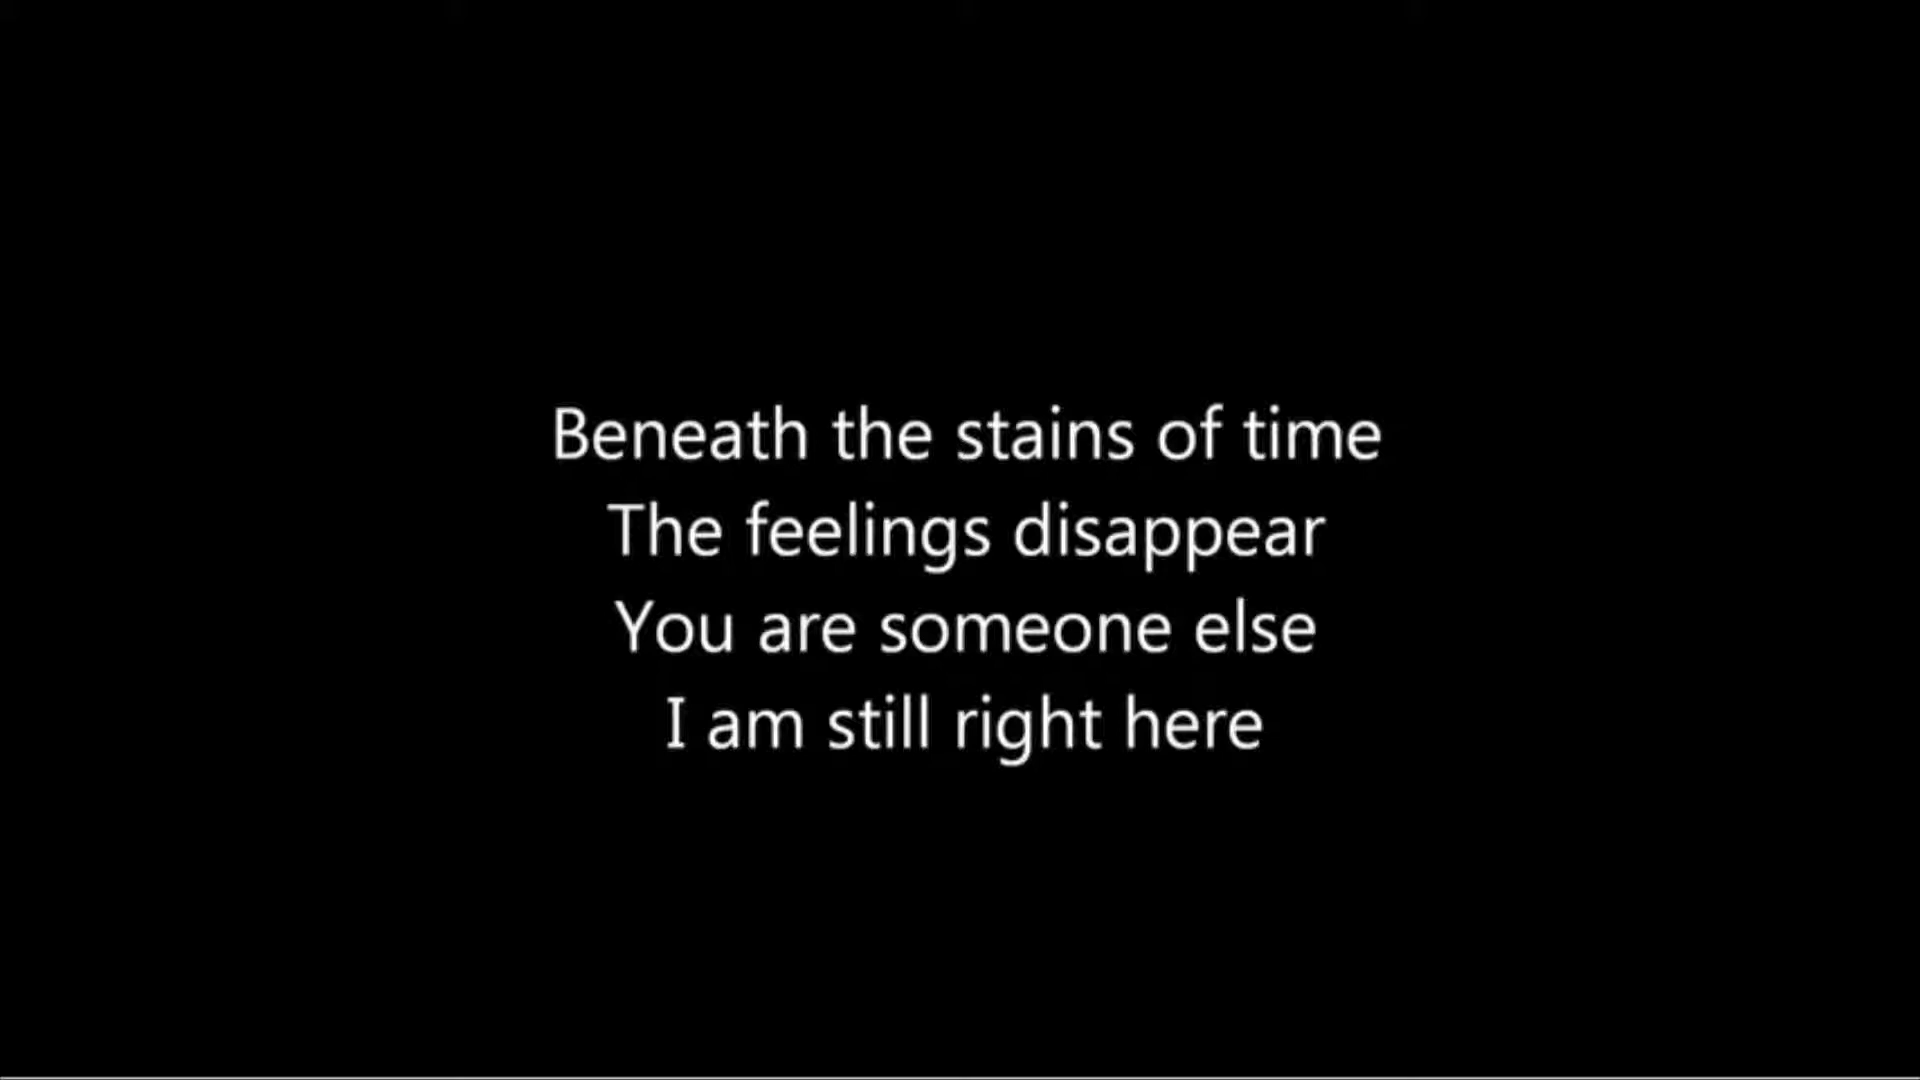 Beneath the stains of time
The feelings disappear
You are someone else
I am still right here